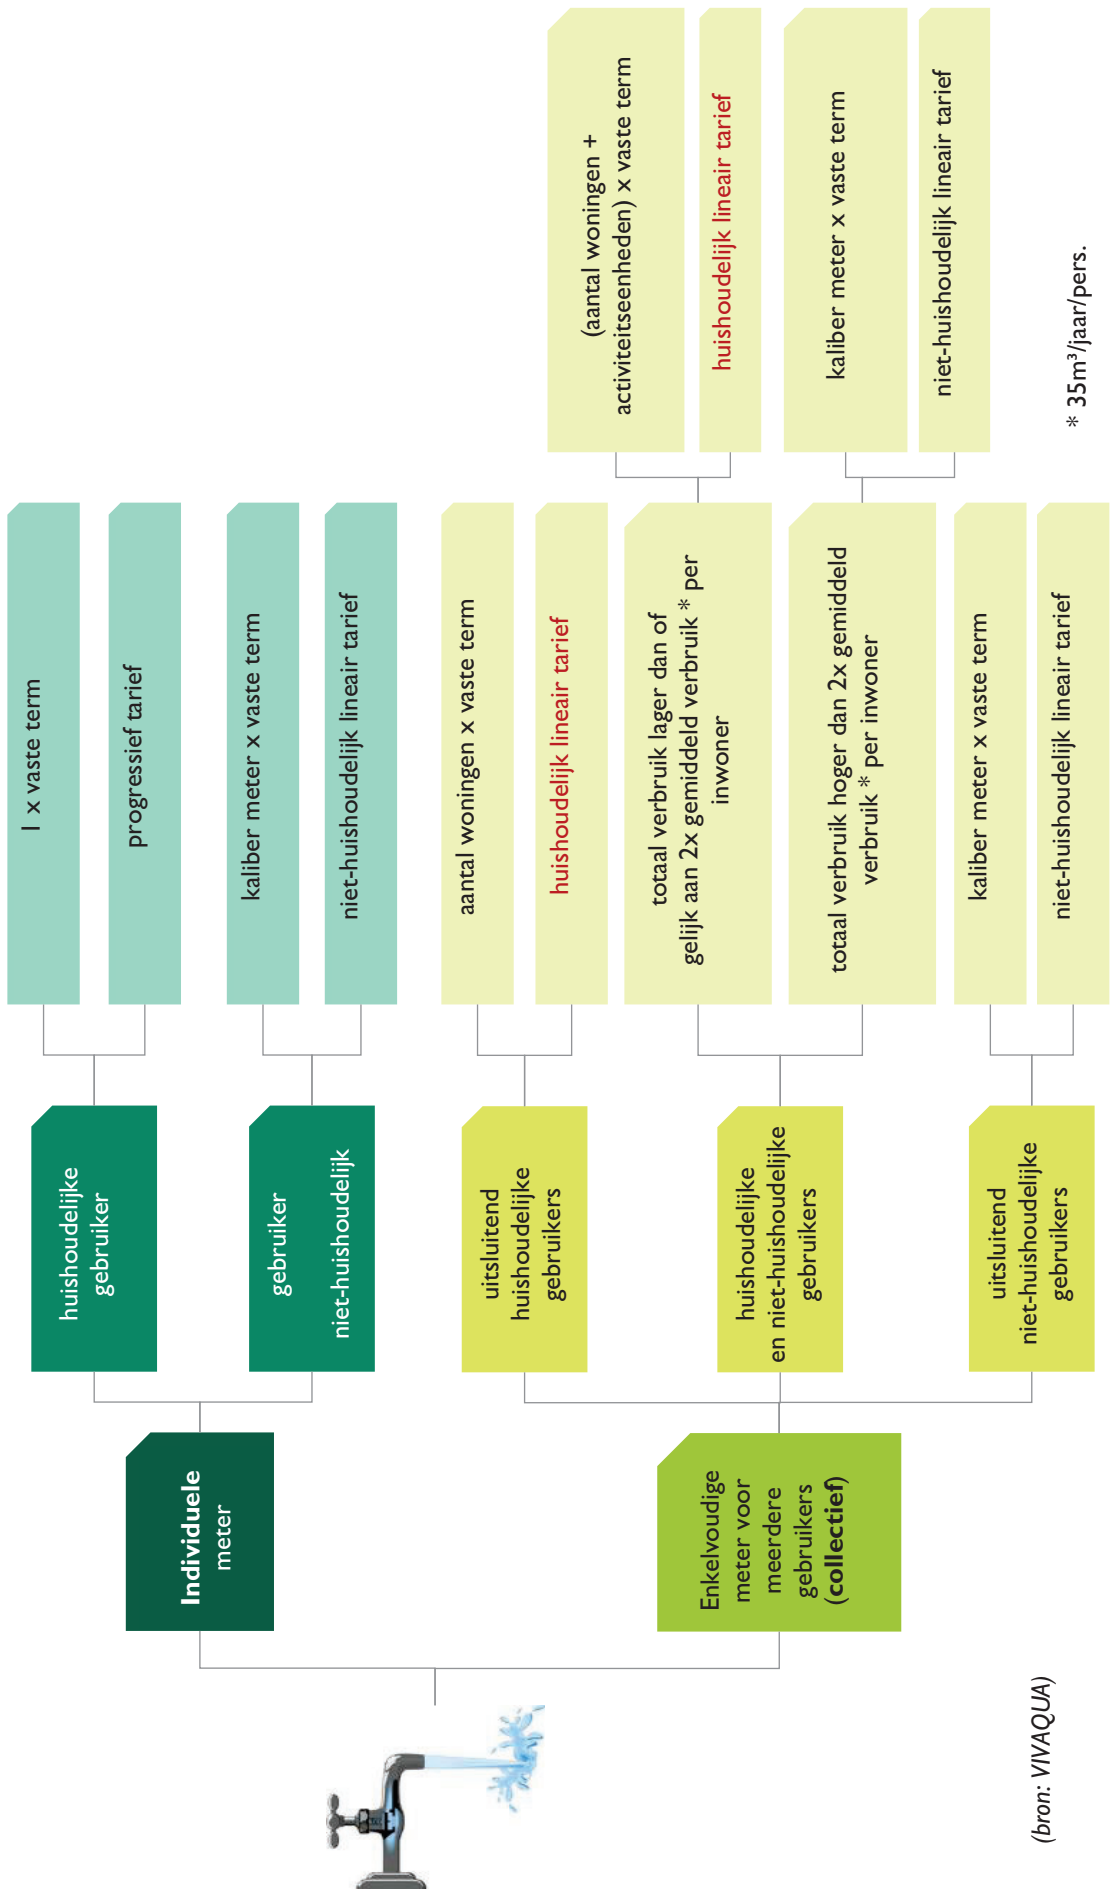 Individuele
meter
huishoudelijke
gebruiker
1 x vaste term
progressief tarief
gebruiker
niet-huishoudelijk
kaliber meter x vaste term
niet-huishoudelijk lineair tarief
Enkelvoudige
meter voor
meerdere
gebruikers
(collectief)
uitsluitend
huishoudelijke
gebruikers
aantal woningen x vaste term
huishoudelijk lineair tarief
huishoudelijke
en niet-huishoudelijke
gebruikers
totaal verbruik lager dan of
gelijk aan 2x gemiddeld verbruik * per
inwoner
(aantal woningen +
activiteitseenheden) x vaste term
huishoudelijk lineair tarief
totaal verbruik hoger dan 2x gemiddeld
verbruik * per inwoner
kaliber meter x vaste term
niet-huishoudelijk lineair tarief
uitsluitend
niet-huishoudelijke
gebruikers
kaliber meter x vaste term
niet-huishoudelijk lineair tarief
(bron: VIVAQUA)
* 35m³/jaar/pers.